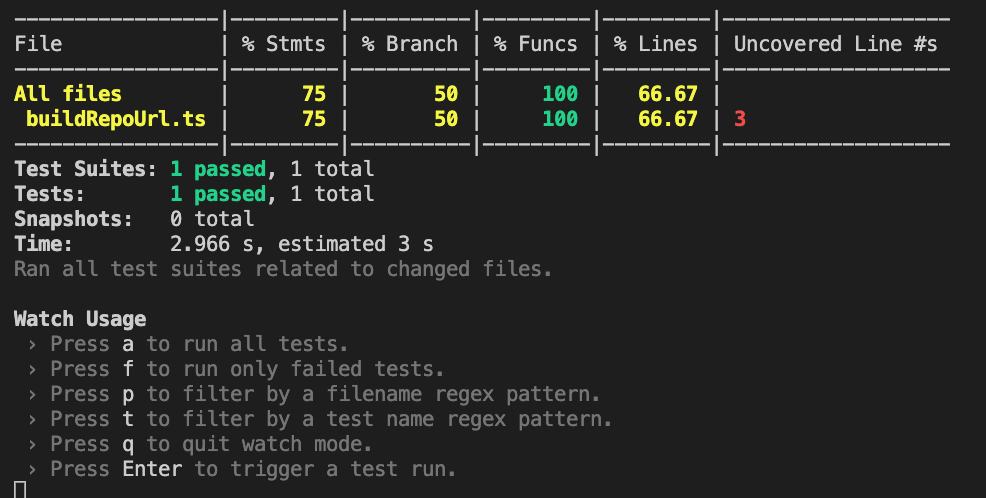 -----------------|---------|----------|---------|---------|-------------------
File             | % Stmts | % Branch | % Funcs | % Lines | Uncovered Line #s
-----------------|---------|----------|---------|---------|-------------------
All files        |      75 |       50 |     100 |   66.67 |
 buildRepoUrl.ts |      75 |       50 |     100 |   66.67 | 3
-----------------|---------|----------|---------|---------|-------------------
Test Suites: 1 passed, 1 total
Tests:       1 passed, 1 total
Snapshots:   0 total
Time:        2.966 s, estimated 3 s
Ran all test suites related to changed files.

Watch Usage
 › Press a to run all tests.
 › Press f to run only failed tests.
 › Press p to filter by a filename regex pattern.
 › Press t to filter by a test name regex pattern.
 › Press q to quit watch mode.
 › Press Enter to trigger a test run.